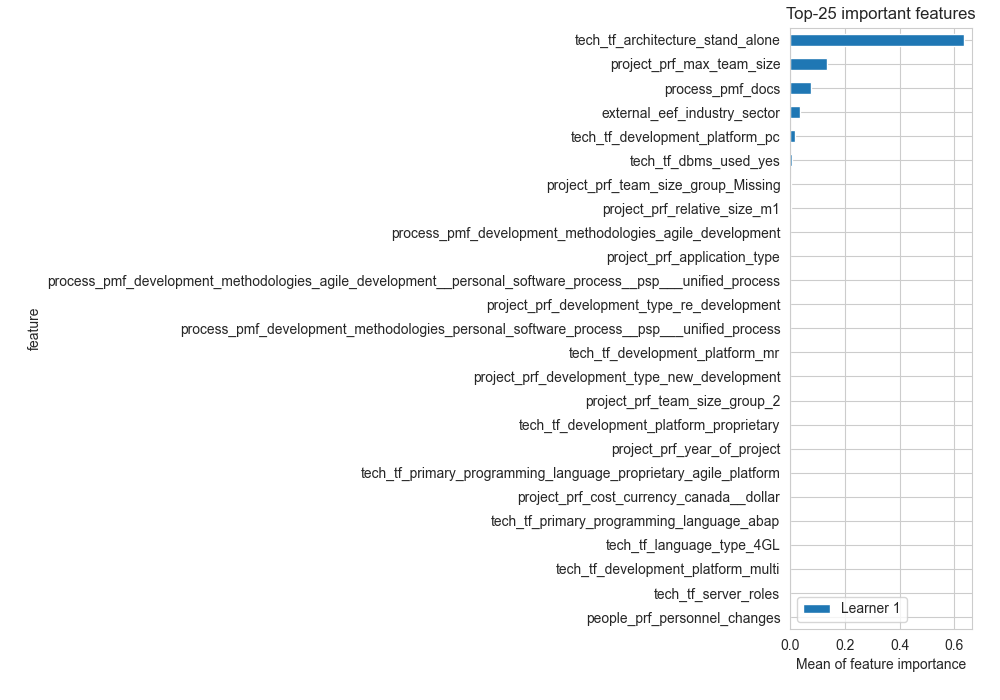 Top-25 important features
tech_tf_architecture_stand_alone
project_prf_max_team_size
process_pmf_docs
external_eef_industry_sector
tech_tf_development_platform_pc
tech_tf_dbms_used_yes
project_prf_team_size_group_Missing
project_prf_relative_size_m1
process_pmf_development_methodologies_agile_development
project_prf_application_type
process_pmf_development_methodologies_agile_development__personal_software_process__psp___unified_process
project_prf_development_type_re_development
process_pmf_development_methodologies_personal_software_process__psp___unified_process
tech_tf_development_platform_mr
project_prf_development_type_new_development
project_prf_team_size_group_2
tech_tf_development_platform_proprietary
project_prf_year_of_project
tech_tf_primary_programming_language_proprietary_agile_platform
project_prf_cost_currency_canada__dollar
tech_tf_primary_programming_language_abap
tech_tf_language_type_4GL
tech_tf_development_platform_multi
tech_tf_server_roles
people_prf_personnel_changes
feature
Learner 1
0.0 0.2 0.4 0.6
Mean of feature importance